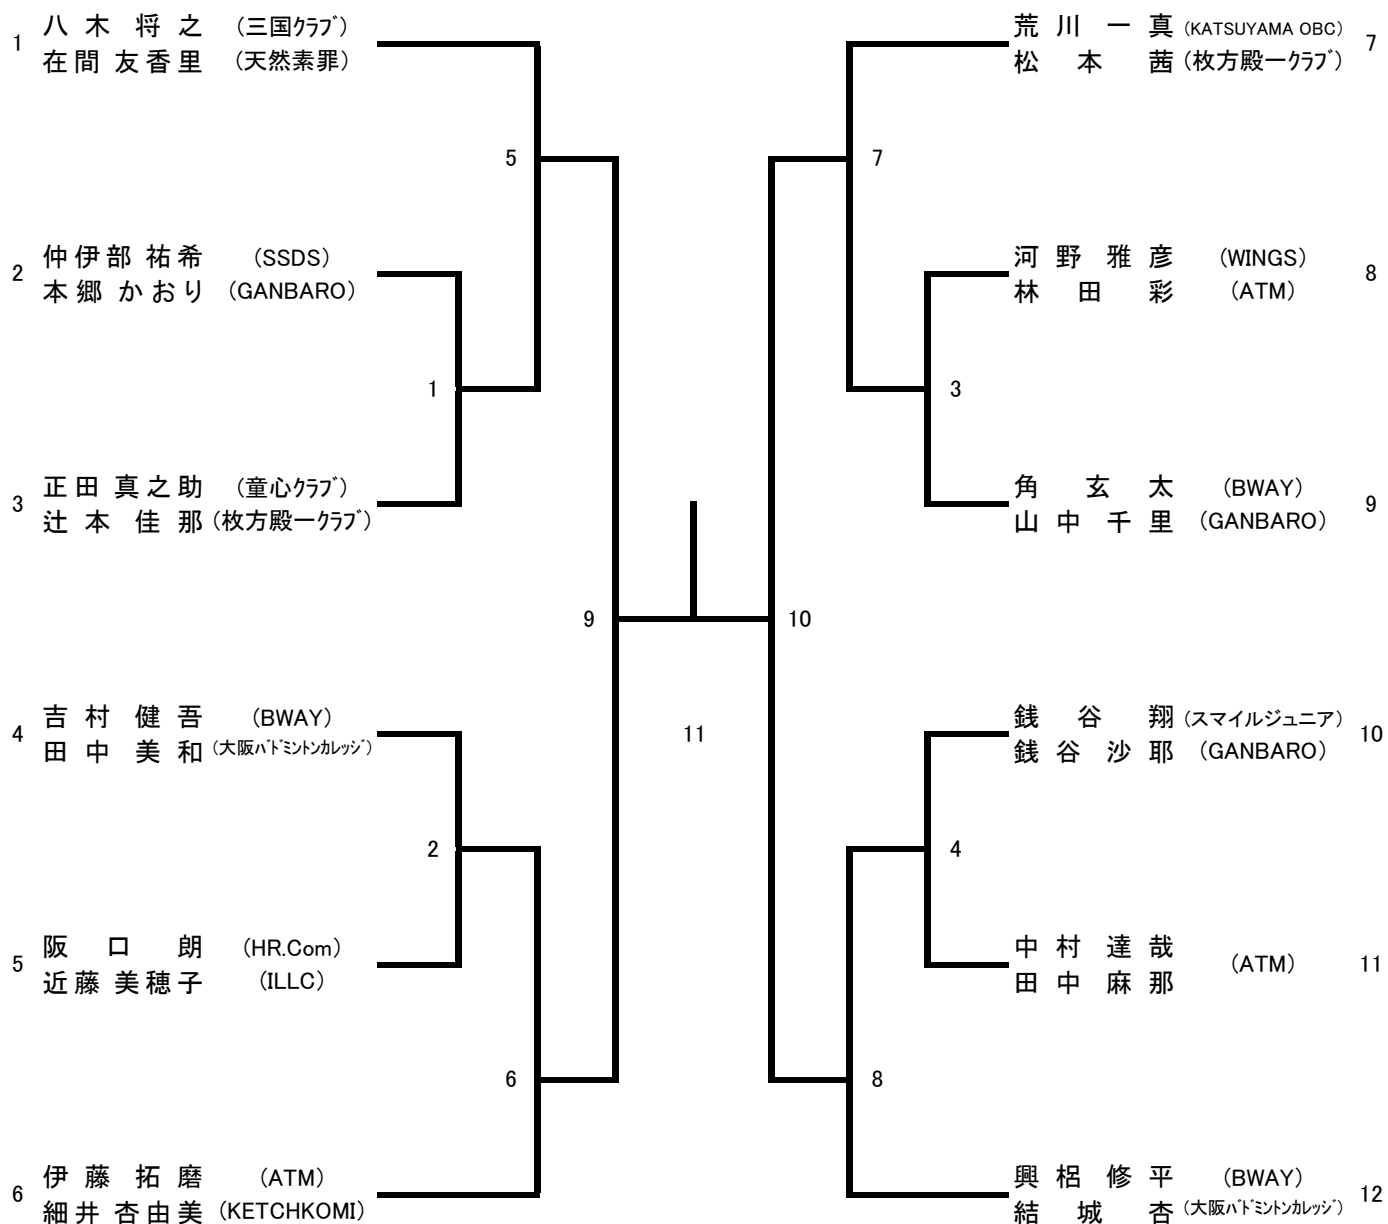 1 八木 将之 (三国ｸﾗﾌﾞ)
在間 友香里 (天然素罪)
5
2 仲伊部 祐希 (SSDS)
本郷 かおり (GANBARO)
1
3 正田 真之助 (童心ｸﾗﾌﾞ)
辻本 佳那 (枚方殿一ｸﾗﾌﾞ)
9
4 吉村 健吾 (BWAY)
田中 美和 (大阪ﾊﾞﾄﾞﾐﾝﾄﾝｶﾚｯｼﾞ)
2
5 阪口 朗 (HR.Com)
近藤 美穂子 (ILLC)
6
6 伊藤 拓磨 (ATM)
細井 杏由美 (KETCHKOMI)
11
荒川 一真 (KATSUYAMA OBC) 7
松本 茜 (枚方殿一ｸﾗﾌﾞ)
7
河野 雅彦 (WINGS) 8
林田 彩 (ATM)
3
角 玄太 (BWAY) 9
山中 千里 (GANBARO)
10
銭谷 翔 (スマイルジュニア) 10
銭谷 沙耶 (GANBARO)
4
中村 達哉 (ATM) 11
田中 麻那
8
興梠 修平 (BWAY) 12
結城 杏 (大阪ﾊﾞﾄﾞﾐﾝﾄﾝｶﾚｯｼﾞ)